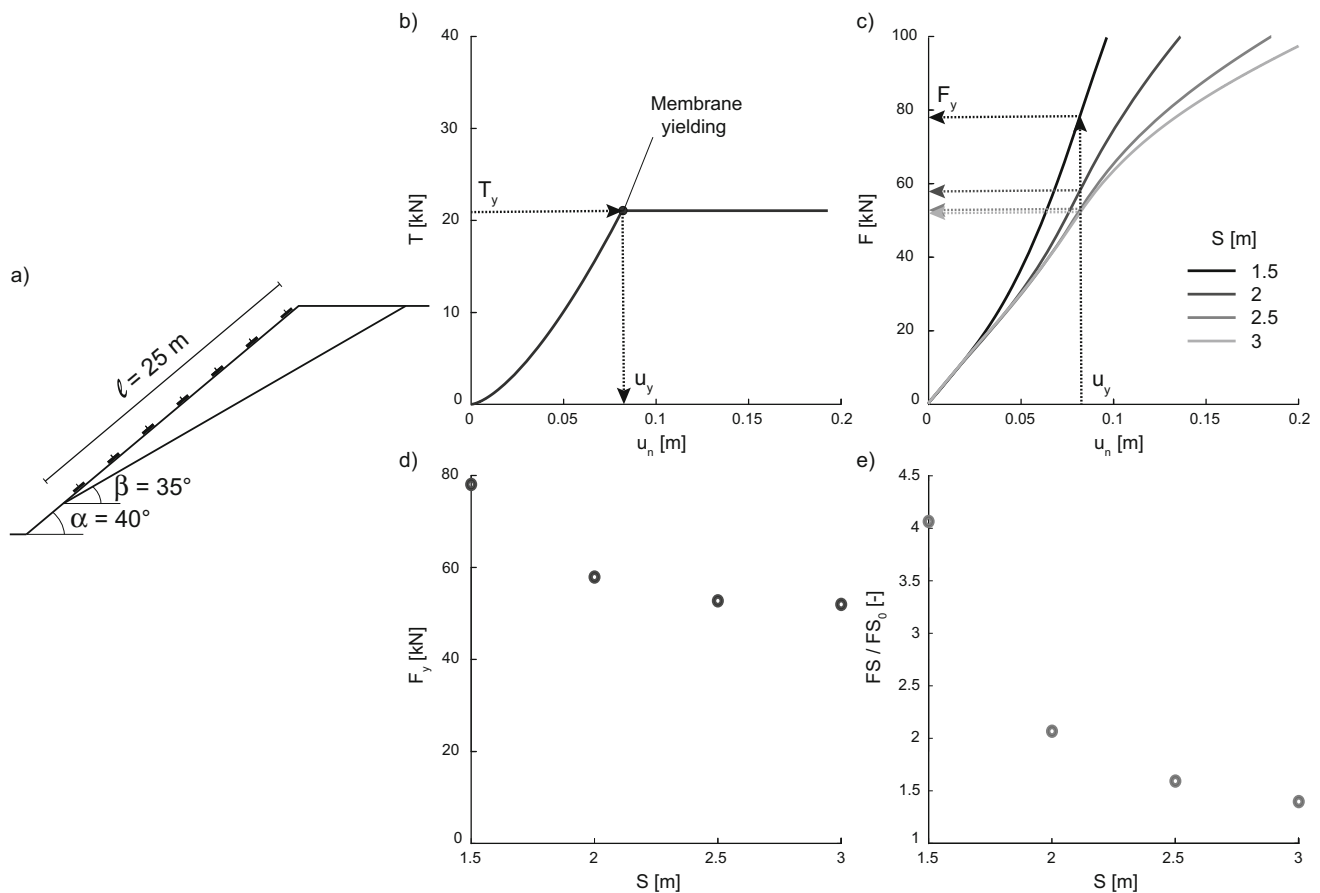 a)
ℓ = 25 m
β = 35°
α = 40°
b)
40
30
20
10
0
T [kN]
T_y
Membrane
yielding
u_y
0
0.05
0.1
0.15
0.2
u_n [m]
c)
100
80
60
40
20
0
F [kN]
F_y
u_y
S [m]
1.5
2
2.5
3
0
0.05
0.1
0.15
0.2
u_n [m]
d)
80
60
40
20
0
F_y [kN]
1.5
2
2.5
3
S [m]
e)
4.5
4
3.5
3
2.5
2
1.5
1
FS / FS_0 [-]
1.5
2
2.5
3
S [m]